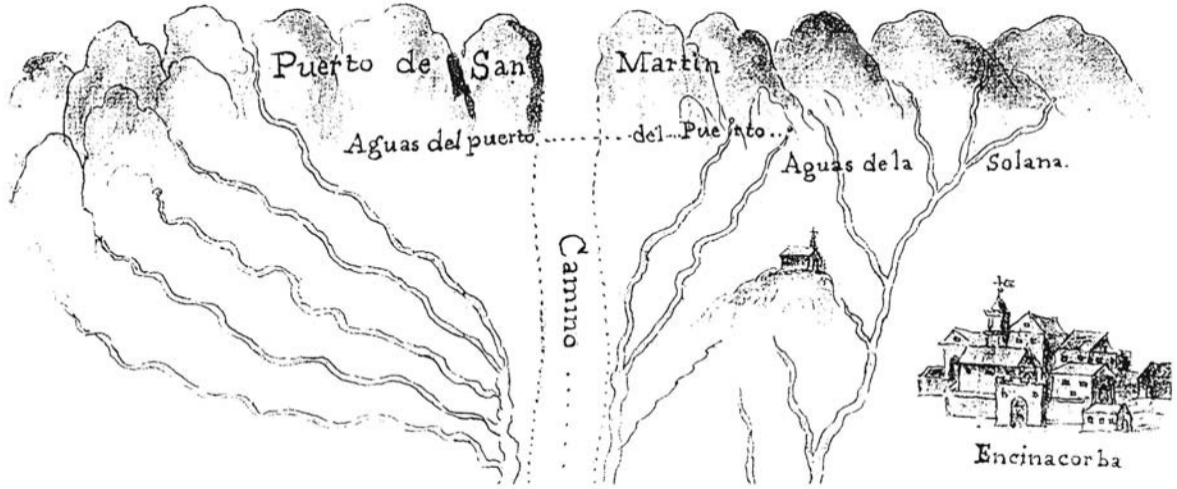 Puerto de San Martin
Aguas del puerto
del Puerto
Aguas de la Solana.
Camino
Encinacorba